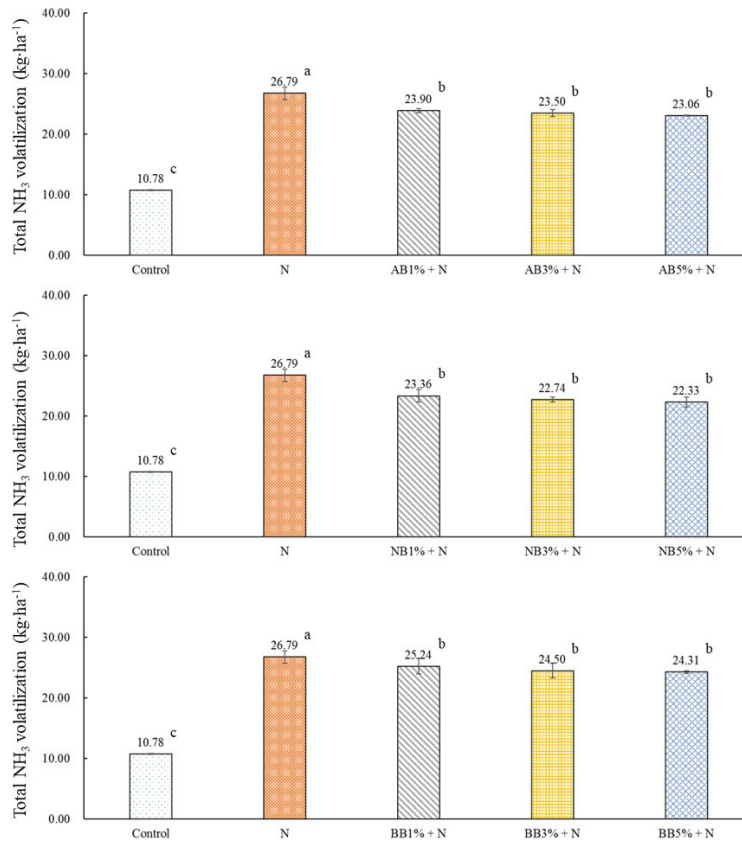 Total NH₃ volatilization (kg·ha⁻¹)
40.00
30.00
20.00
10.00
0.00
10.78 c
26.79 a
23.90 b
23.50 b
23.06 b
Control N AB1% + N AB3% + N AB5% + N
Total NH₃ volatilization (kg·ha⁻¹)
40.00
30.00
20.00
10.00
0.00
10.78 c
26.79 a
23.36 b
22.74 b
22.33 b
Control N NB1% + N NB3% + N NB5% + N
Total NH₃ volatilization (kg·ha⁻¹)
40.00
30.00
20.00
10.00
0.00
10.78 c
26.79 a
25.24 b
24.50 b
24.31 b
Control N BB1% + N BB3% + N BB5% + N